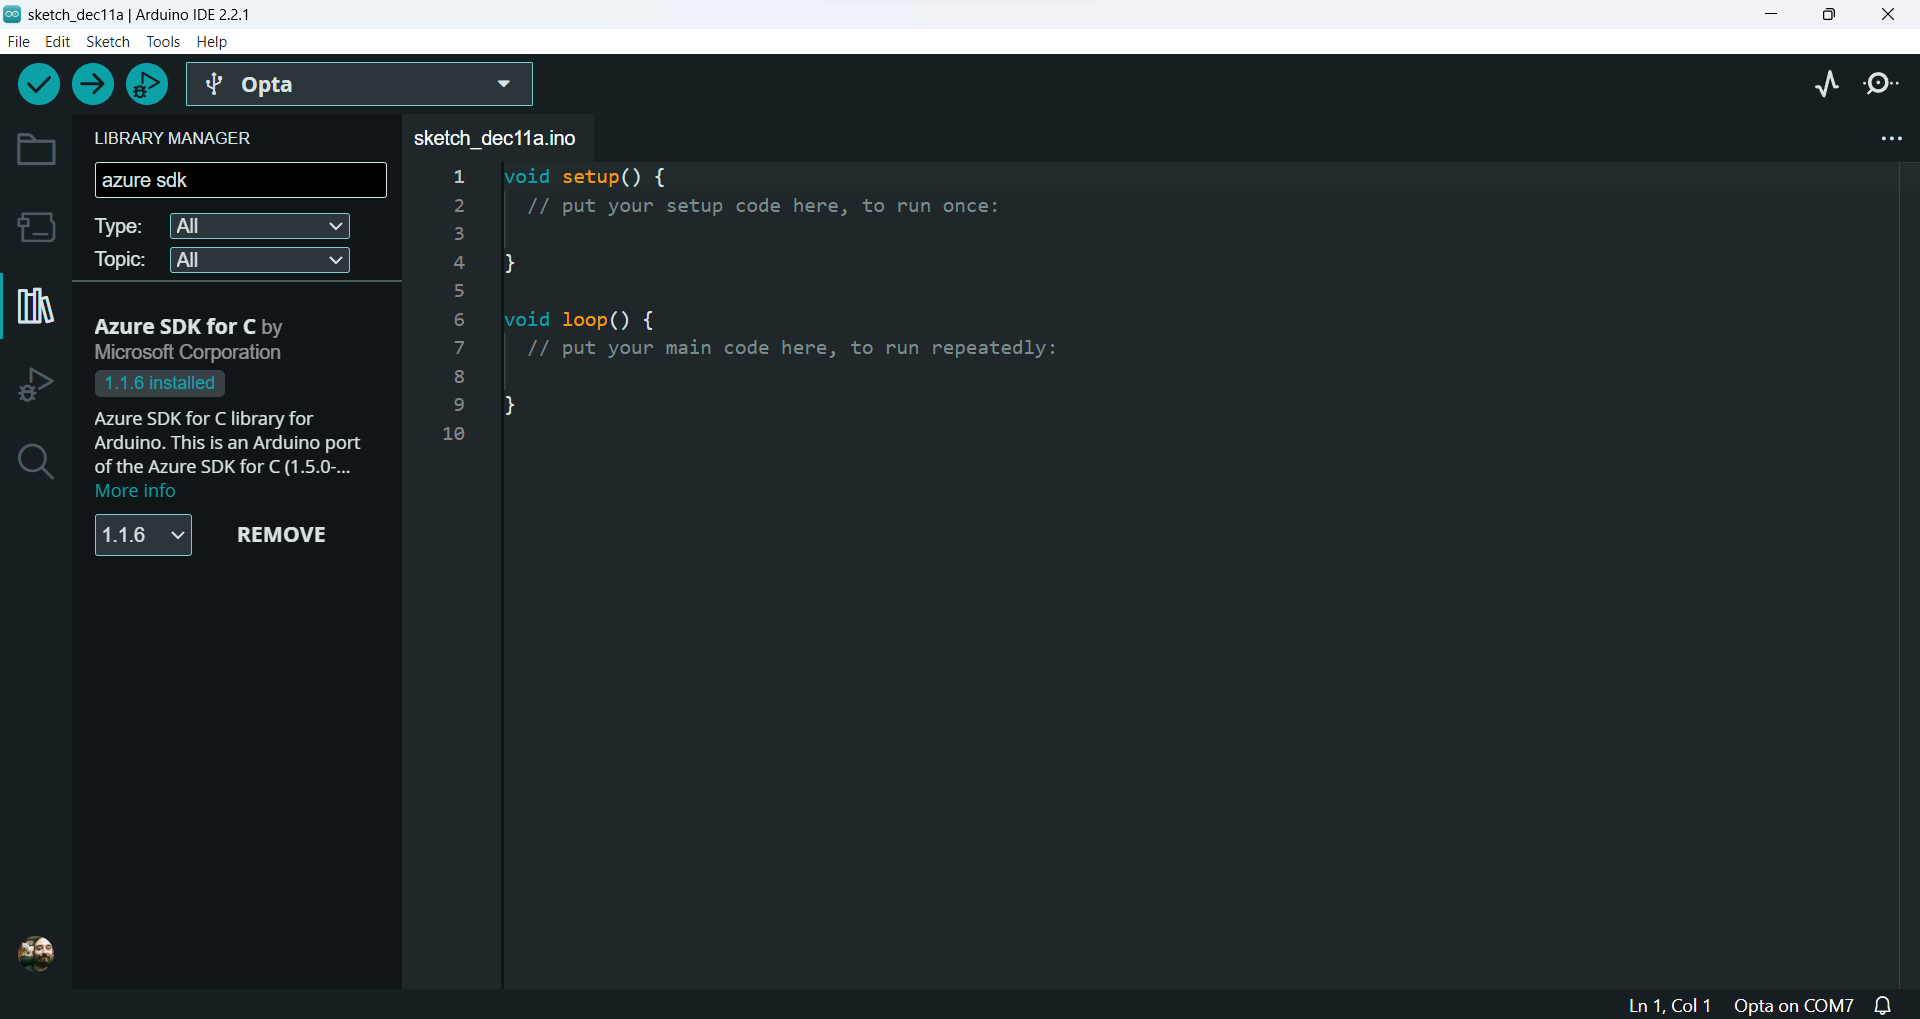 sketch_dec11a | Arduino IDE 2.2.1
File Edit Sketch Tools Help
Opta
LIBRARY MANAGER
azure sdk
Type: All
Topic: All
Azure SDK for C by
Microsoft Corporation
1.1.6 installed
Azure SDK for C library for
Arduino. This is an Arduino port
of the Azure SDK for C (1.5.0-...
More info
1.1.6 REMOVE
sketch_dec11a.ino
1 void setup() {
2 // put your setup code here, to run once:
3
4 }
5
6 void loop() {
7 // put your main code here, to run repeatedly:
8
9 }
10
Ln 1, Col 1 Opta on COM7